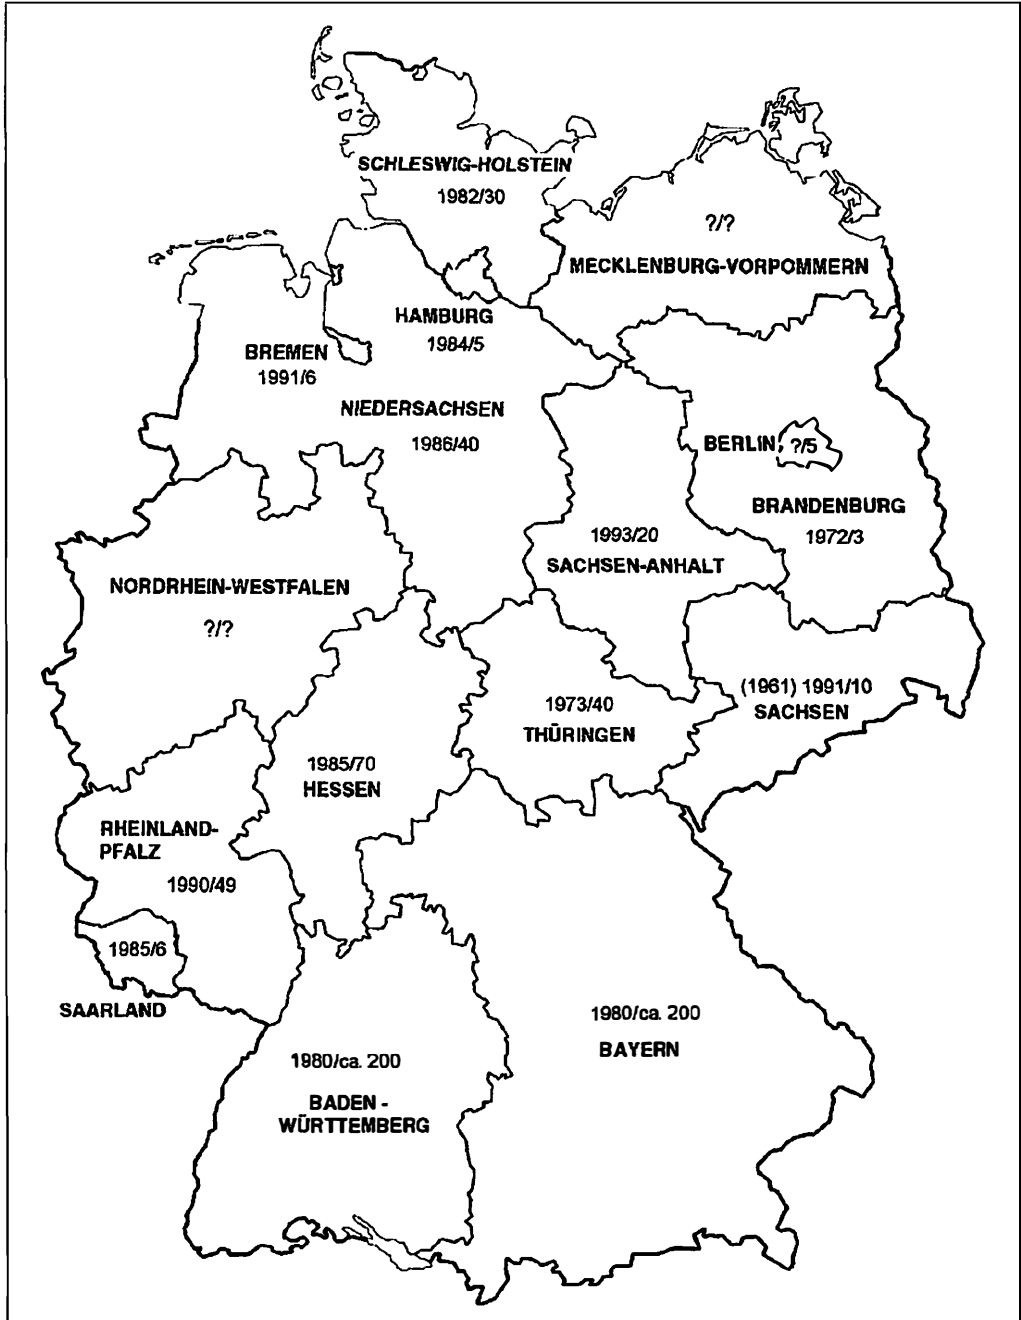 SCHLESWIG-HOLSTEIN
1982/30
?/?
MECKLENBURG-VORPOMMERN
HAMBURG
1984/5
BREMEN
1991/6
NIEDERSACHSEN
1986/40
BERLIN, ?/5
BRANDENBURG
1972/3
1993/20
SACHSEN-ANHALT
NORDRHEIN-WESTFALEN
?/?
(1961) 1991/10
SACHSEN
1973/40
THÜRINGEN
1985/70
HESSEN
RHEINLAND-
PFALZ
1990/49
1985/6
SAARLAND
1980/ca. 200
BAYERN
1980/ca. 200
BADEN -
WÜRTTEMBERG